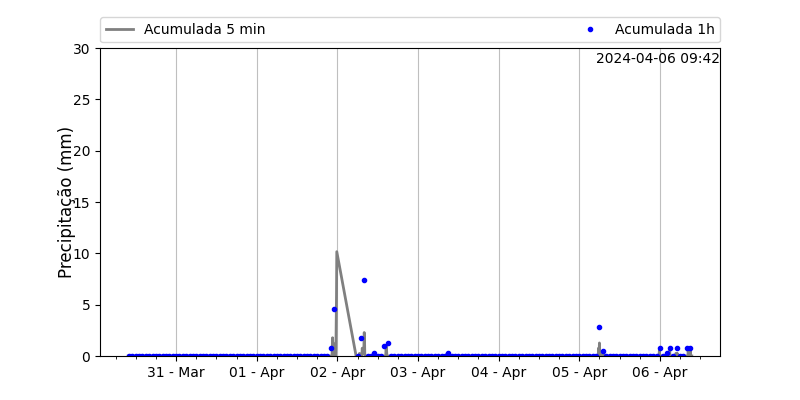 Acumulada 5 min
Acumulada 1h
2024-04-06 09:42
Precipitação (mm)
30
25
20
15
10
5
0
31 - Mar
01 - Apr
02 - Apr
03 - Apr
04 - Apr
05 - Apr
06 - Apr